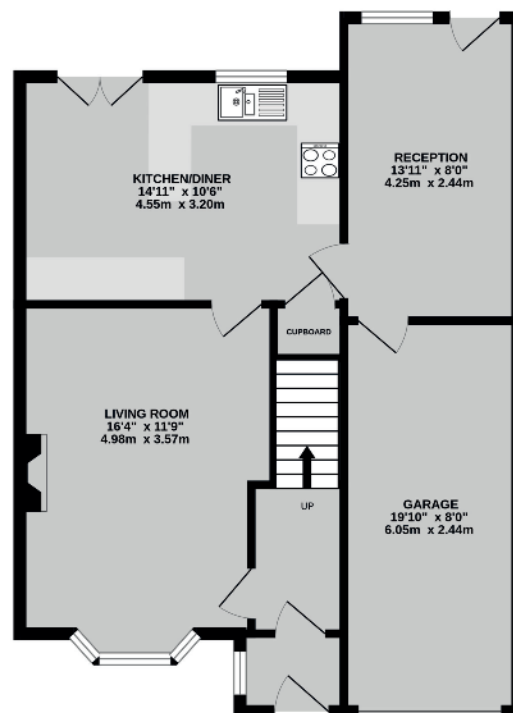 KITCHEN/DINER
14'11" x 10'6"
4.55m x 3.20m
RECEPTION
13'11" x 8'0"
4.25m x 2.44m
CUPBOARD
LIVING ROOM
16'4" x 11'9"
4.98m x 3.57m
UP
GARAGE
19'10" x 8'0"
6.05m x 2.44m